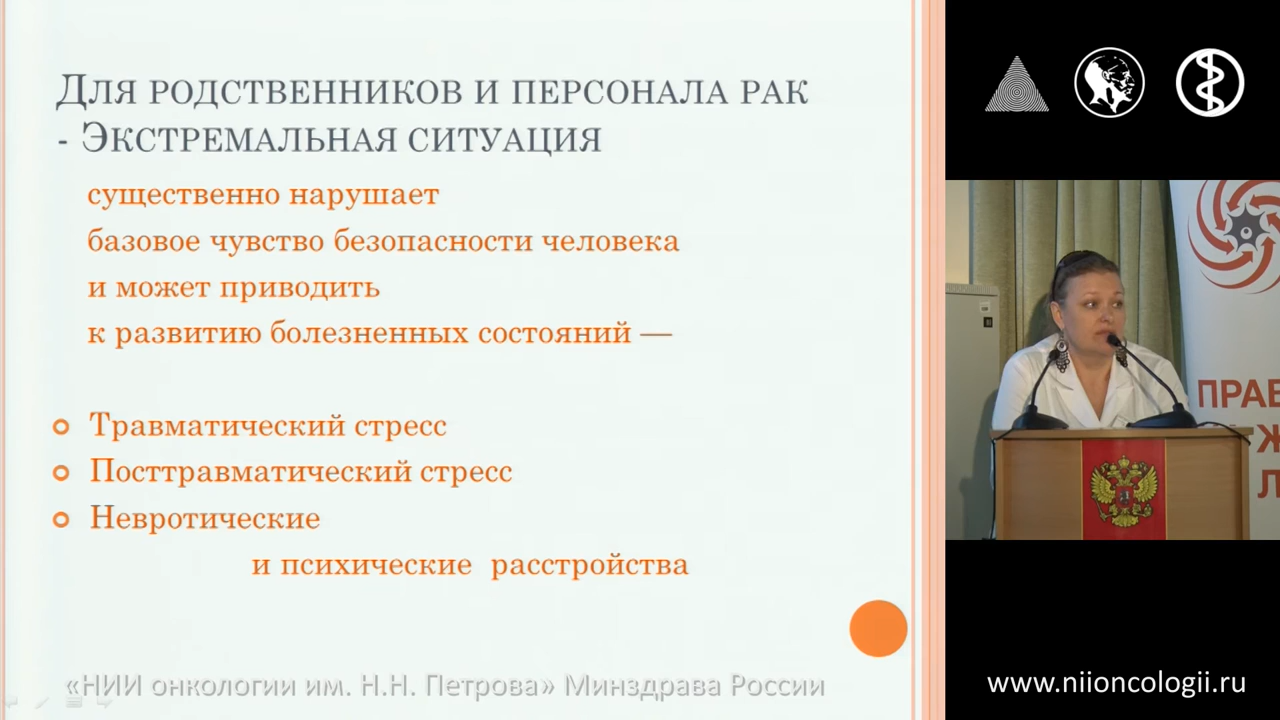 Для родственников и персонала рак
- Экстремальная ситуация
существенно нарушает
базовое чувство безопасности человека
и может приводить
к развитию болезненных состояний —
Травматический стресс
Посттравматический стресс
Невротические
и психические расстройства
«НИИ онкологии им. Н.Н. Петрова» Минздрава России
www.niioncologii.ru